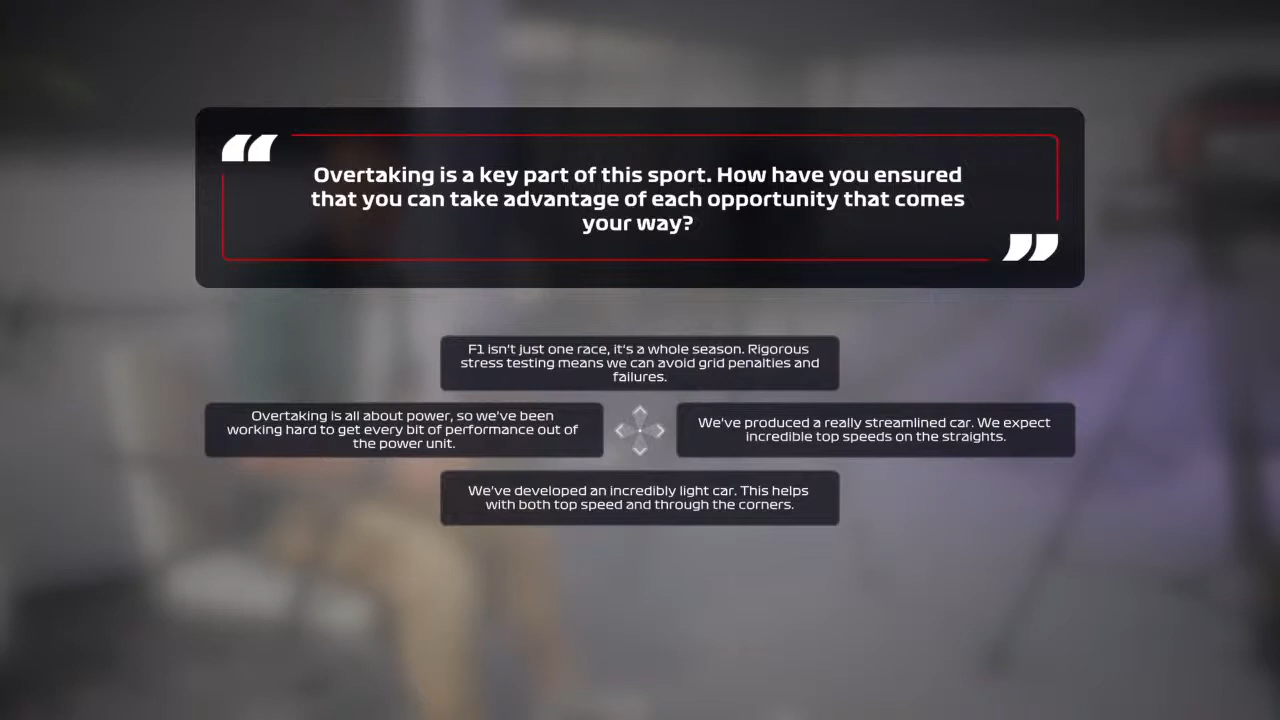 Overtaking is a key part of this sport. How have you ensured
that you can take advantage of each opportunity that comes
your way?
F1 isn't just one race, it's a whole season. Rigorous
stress testing means we can avoid grid penalties and
failures.
Overtaking is all about power, so we've been
working hard to get every bit of performance out of
the power unit.
We've produced a really streamlined car. We expect
incredible top speeds on the straights.
We've developed an incredibly light car. This helps
with both top speed and through the corners.